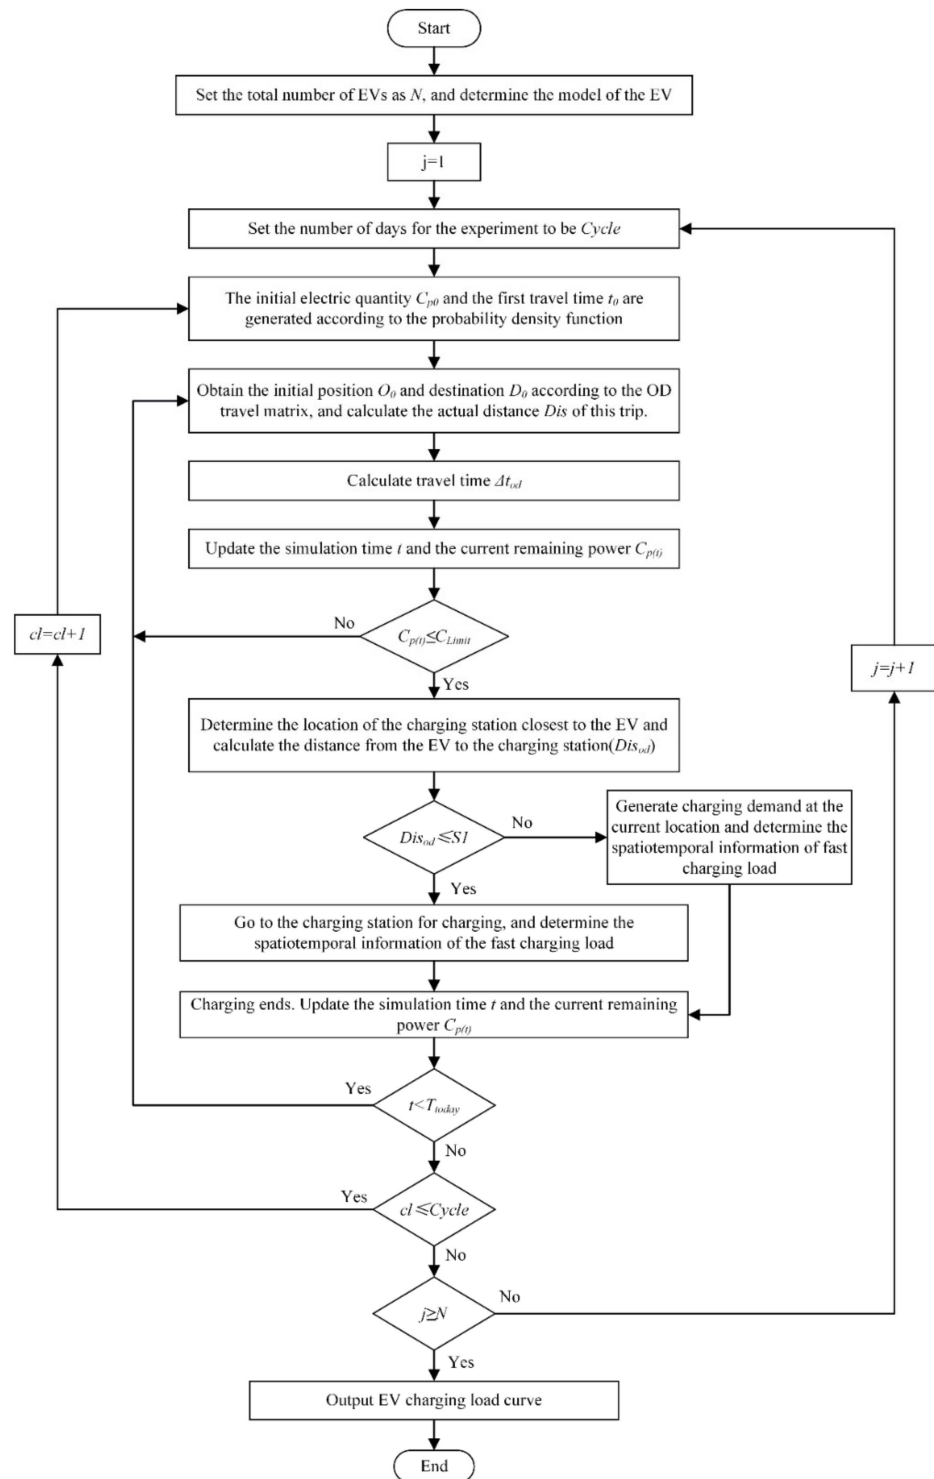 Start
Set the total number of EVs as N, and determine the model of the EV
j=1
Set the number of days for the experiment to be Cycle
The initial electric quantity Cp0 and the first travel time t0 are
generated according to the probability density function
Obtain the initial position O0 and destination D0 according to the OD
travel matrix, and calculate the actual distance Dis of this trip.
Calculate travel time Δtod
Update the simulation time t and the current remaining power Cp(t)
cl=cl+1
No
Cp(t)≤CLimit
j=j+1
Yes
Determine the location of the charging station closest to the EV and
calculate the distance from the EV to the charging station(Disod)
Disod≤S1
No
Generate charging demand at the
current location and determine the
spatiotemporal information of fast
charging load
Yes
Go to the charging station for charging, and determine the
spatiotemporal information of the fast charging load
Charging ends. Update the simulation time t and the current remaining
power Cp(t)
Yes
t<Ttoday
No
Yes
cl≤Cycle
No
j≥N
No
Yes
Output EV charging load curve
End